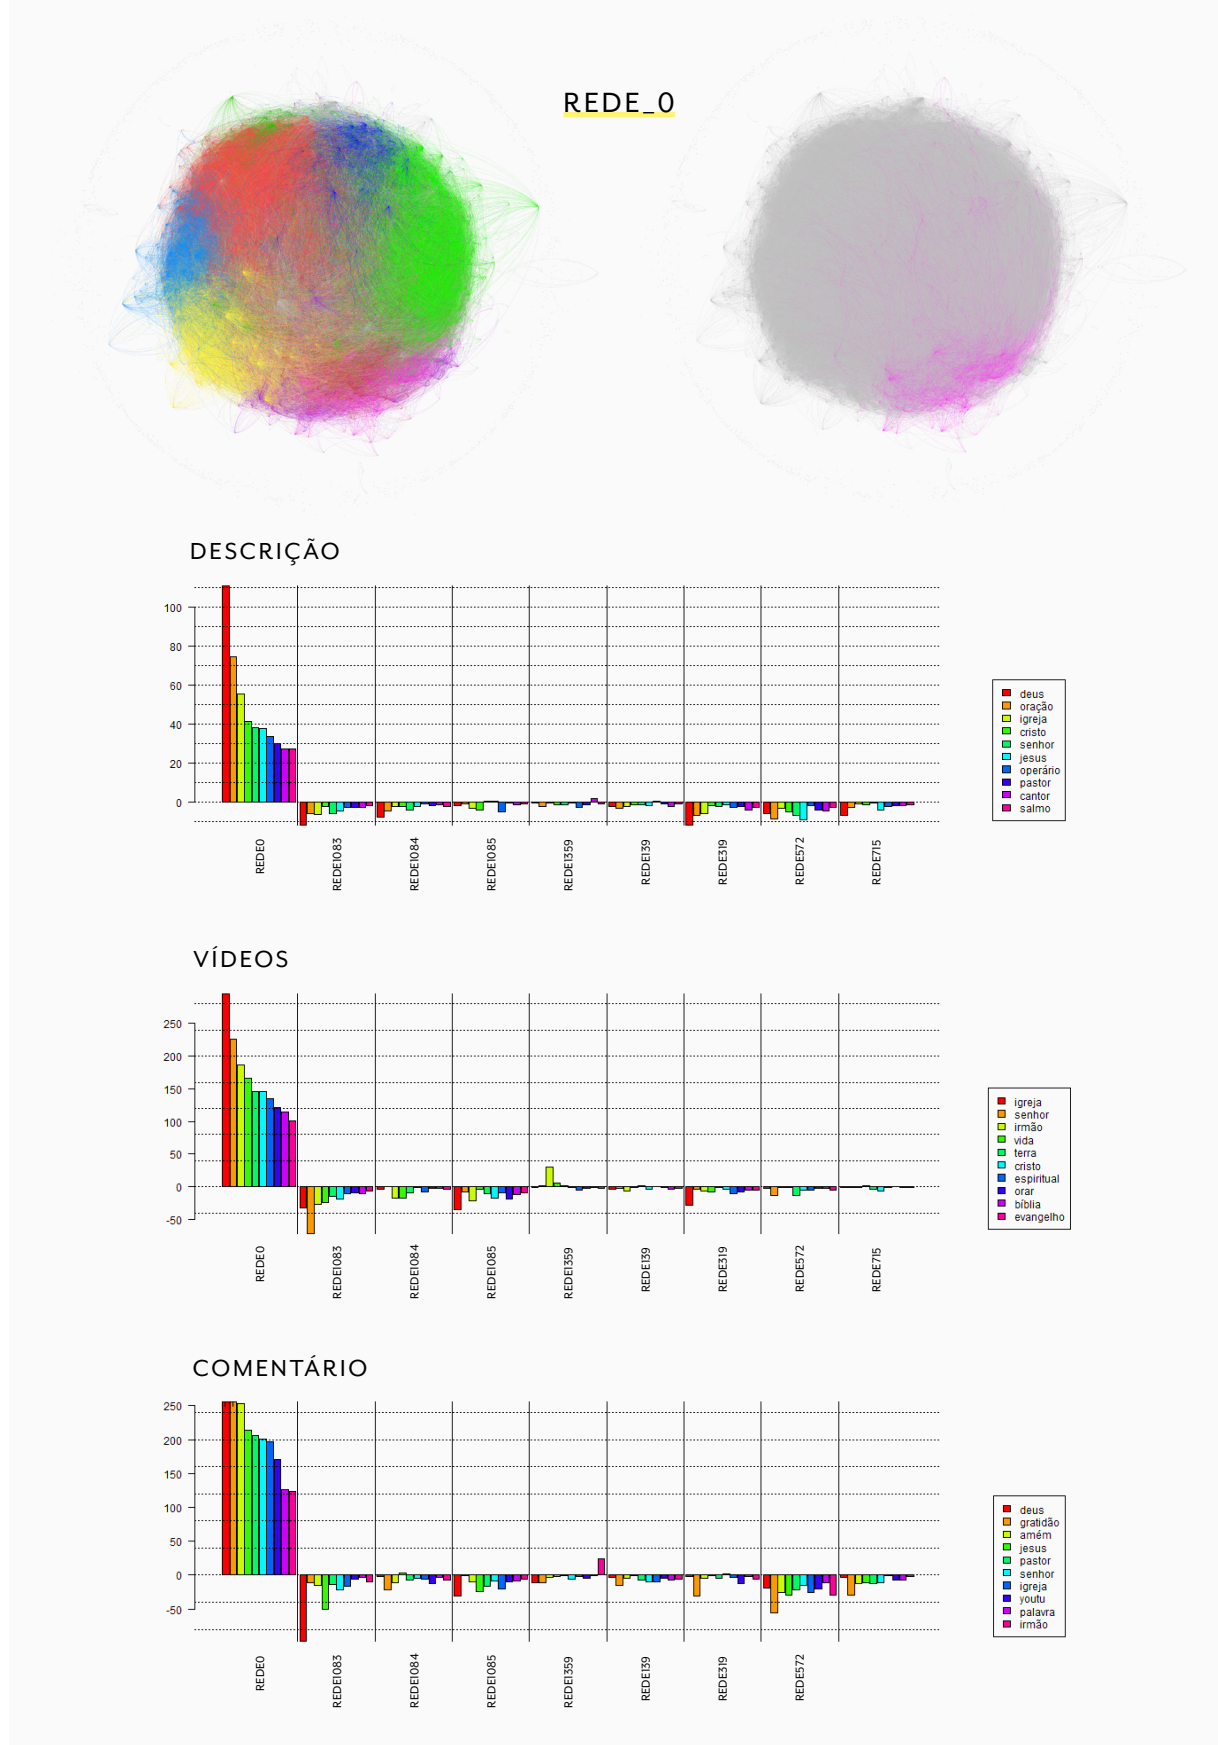 REDE_0
DESCRIÇÃO
100
80
60
40
20
0
deus
oração
igreja
cristo
senhor
jesus
operário
pastor
cantor
salmo
REDE0
REDE1083
REDE1084
REDE1085
REDE1359
REDE139
REDE319
REDE572
REDE715
VÍDEOS
250
200
150
100
50
0
-50
igreja
senhor
irmão
vida
terra
cristo
espiritual
orar
bíblia
evangelho
REDE0
REDE1083
REDE1084
REDE1085
REDE1359
REDE139
REDE319
REDE572
REDE715
COMENTÁRIO
250
200
150
100
50
0
-50
deus
gratidão
amém
jesus
pastor
senhor
igreja
youtu
palavra
irmão
REDE0
REDE1083
REDE1084
REDE1085
REDE1359
REDE139
REDE319
REDE572